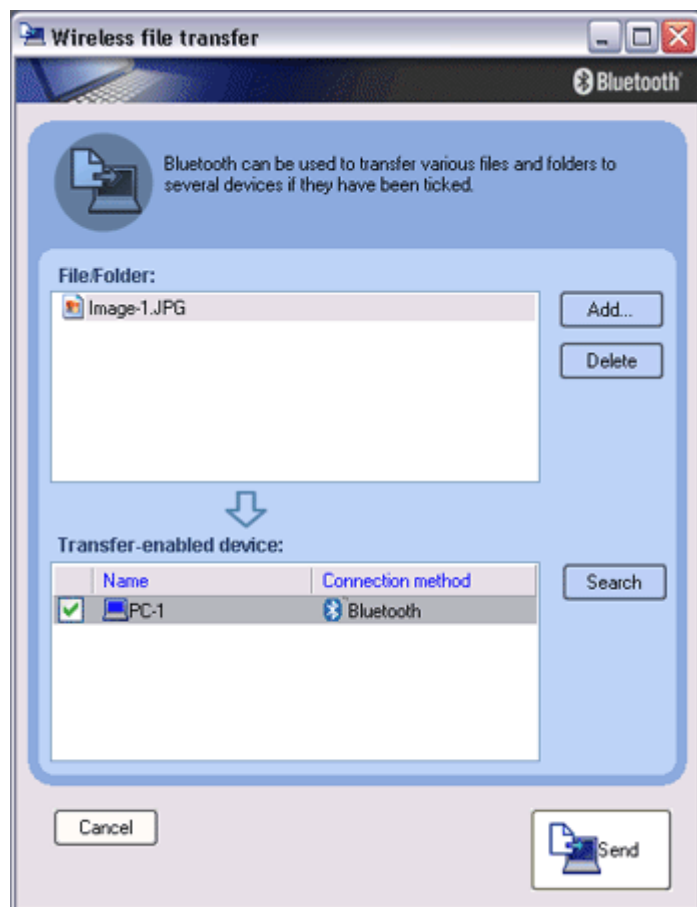 Wireless file transfer
Bluetooth
Bluetooth can be used to transfer various files and folders to
several devices if they have been ticked.
File/Folder:
Image-1.JPG
Add...
Delete
Transfer-enabled device:
Name Connection method
PC-1 Bluetooth
Search
Cancel
Send